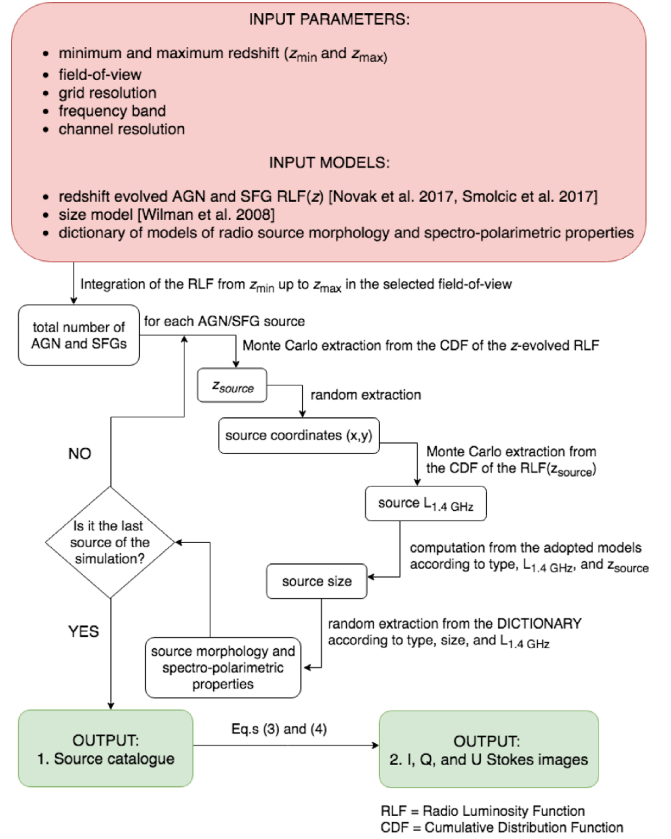 INPUT PARAMETERS:
• minimum and maximum redshift (zmin and zmax)
• field-of-view
• grid resolution
• frequency band
• channel resolution
INPUT MODELS:
• redshift evolved AGN and SFG RLF(z) [Novak et al. 2017, Smolcic et al. 2017]
• size model [Wilman et al. 2008]
• dictionary of models of radio source morphology and spectro-polarimetric properties
Integration of the RLF from zmin up to zmax in the selected field-of-view
total number of
AGN and SFGs
for each AGN/SFG source
Monte Carlo extraction from the CDF of the z-evolved RLF
zsource
random extraction
source coordinates (x,y)
Monte Carlo extraction from
the CDF of the RLF(zsource)
source L1.4 GHz
computation from the adopted models
according to type, L1.4 GHz, and zsource
source size
random extraction from the DICTIONARY
according to type, size, and L1.4 GHz
source morphology and
spectro-polarimetric
properties
Is it the last
source of the
simulation?
NO
YES
OUTPUT:
1. Source catalogue
Eq.s (3) and (4)
OUTPUT:
2. I, Q, and U Stokes images
RLF = Radio Luminosity Function
CDF = Cumulative Distribution Function